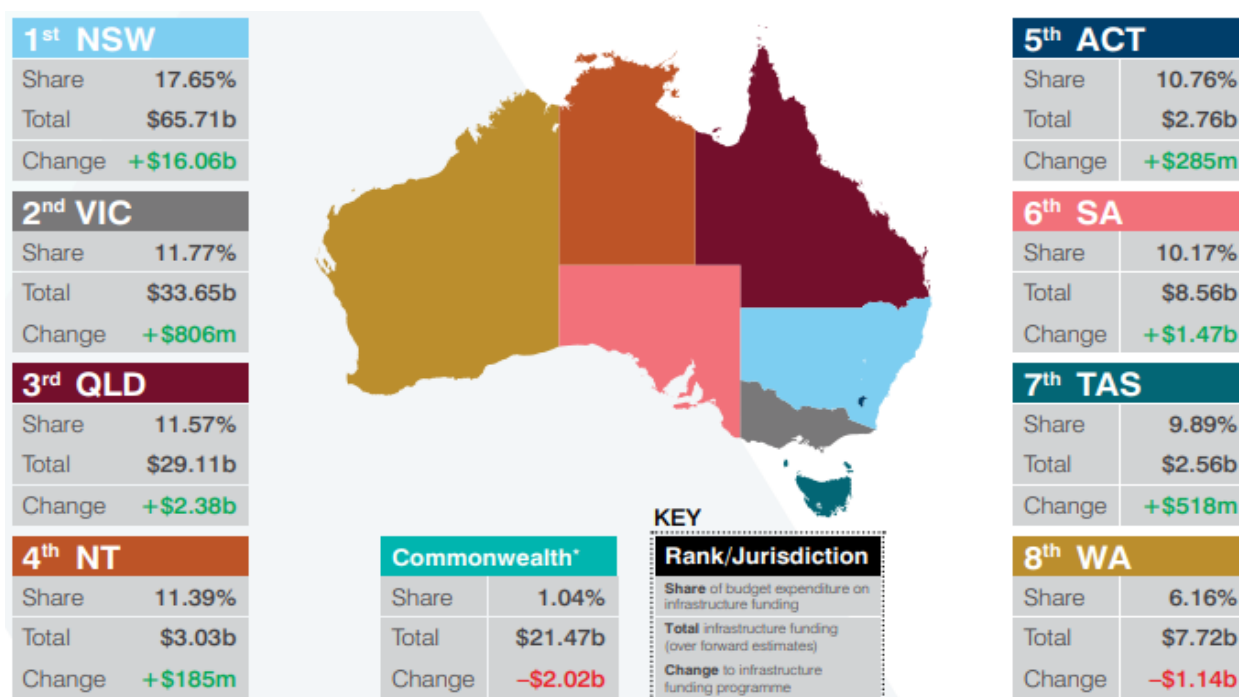 1st NSW
Share 17.65%
Total $65.71b
Change +$16.06b
2nd VIC
Share 11.77%
Total $33.65b
Change +$806m
3rd QLD
Share 11.57%
Total $29.11b
Change +$2.38b
4th NT
Share 11.39%
Total $3.03b
Change +$185m
Commonwealth*
Share 1.04%
Total $21.47b
Change –$2.02b
KEY
Rank/Jurisdiction
Share of budget expenditure on
infrastructure funding
Total infrastructure funding
(over forward estimates)
Change to infrastructure
funding programme
5th ACT
Share 10.76%
Total $2.76b
Change +$285m
6th SA
Share 10.17%
Total $8.56b
Change +$1.47b
7th TAS
Share 9.89%
Total $2.56b
Change +$518m
8th WA
Share 6.16%
Total $7.72b
Change –$1.14b